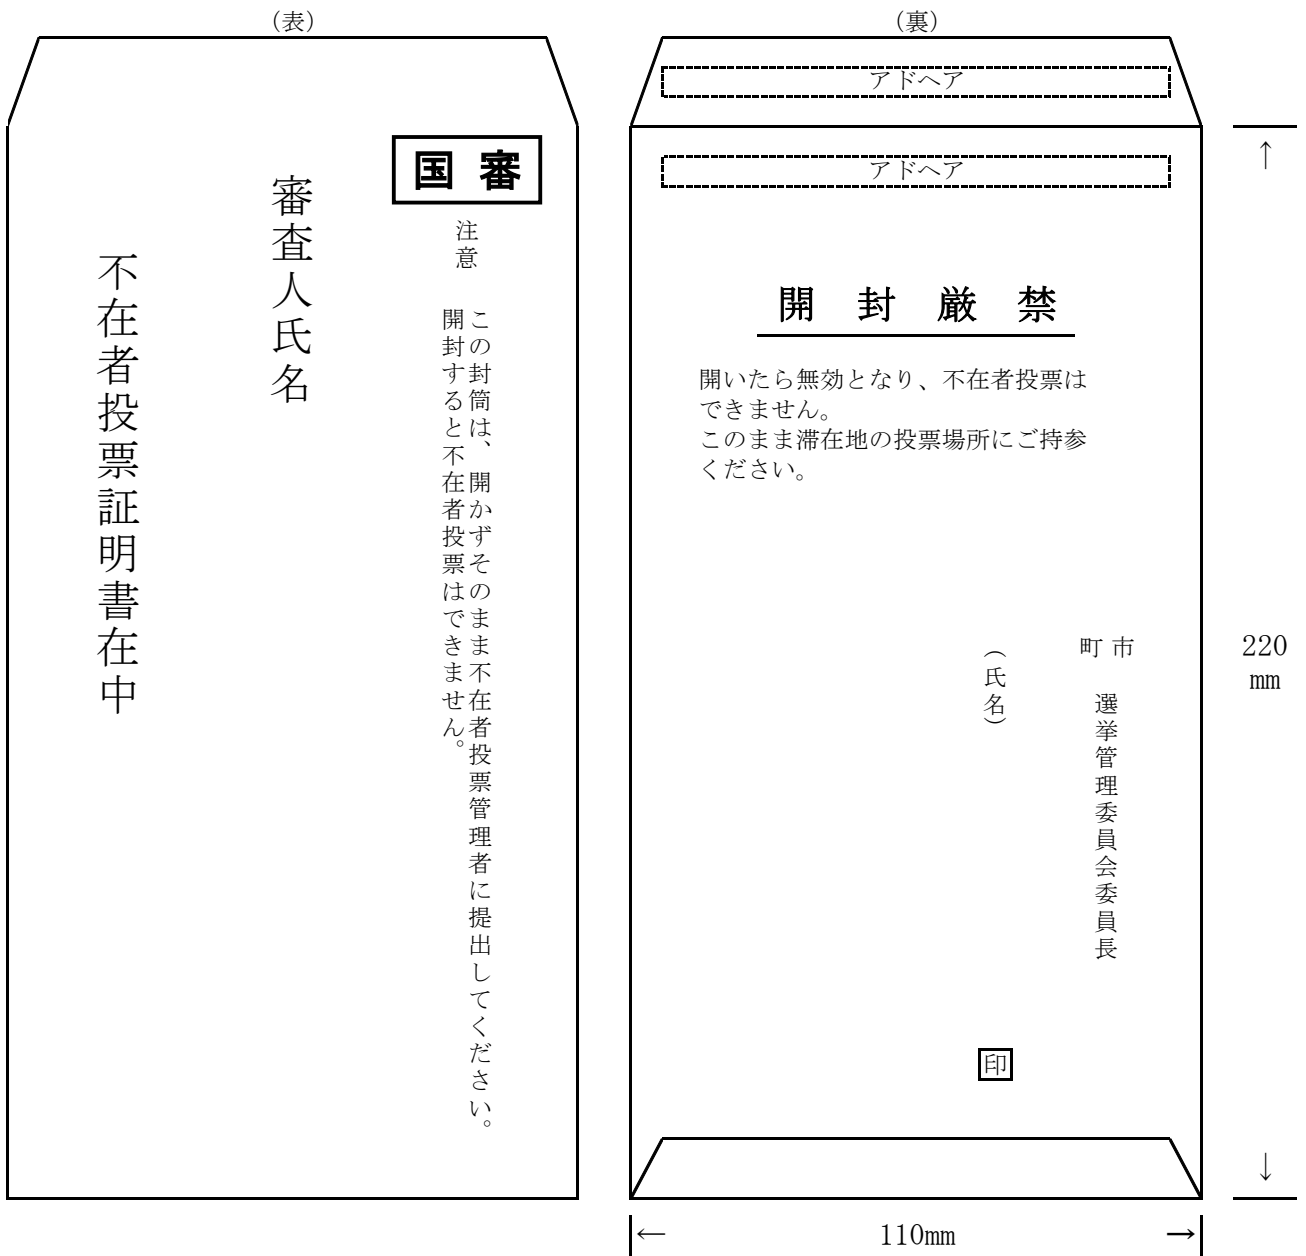 （表）
国審
注意
この封筒は、開かずそのまま不在者投票管理者に提出してください。
開封すると不在者投票はできません。
審査人氏名
不在者投票証明書在中
（裏）
アドヘア
アドヘア
開封厳禁
開いたら無効となり、不在者投票は
できません。
このまま滞在地の投票場所にご持参
ください。
市
町
選挙管理委員会委員長
（氏名）
印
↑
220
mm
↓
←110mm→